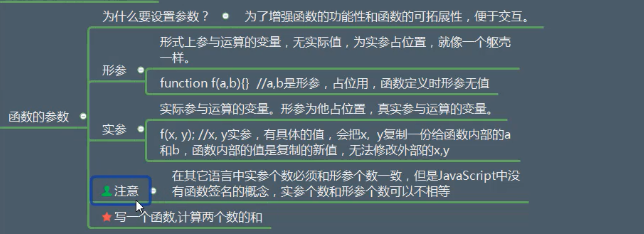 为什么要设置参数？
为了增强函数的功能性和函数的可拓展性，便于交互。
形式上参与运算的变量，无实际值，为实参占位置，就像一个躯壳
一样。
形参
function f(a,b){} //a,b是形参，占位用，函数定义时形参无值
函数的参数
实际参与运算的变量。形参为他占位置，真实参与运算的变量。
实参
f(x, y); //x, y实参，有具体的值，会把x, y复制一份给函数内部的a
和b，函数内部的值是复制的新值，无法修改外部的x,y
注意
在其它语言中实参个数必须和形参个数一致，但是JavaScript中没
有函数签名的概念，实参个数和形参个数可以不相等
写一个函数,计算两个数的和